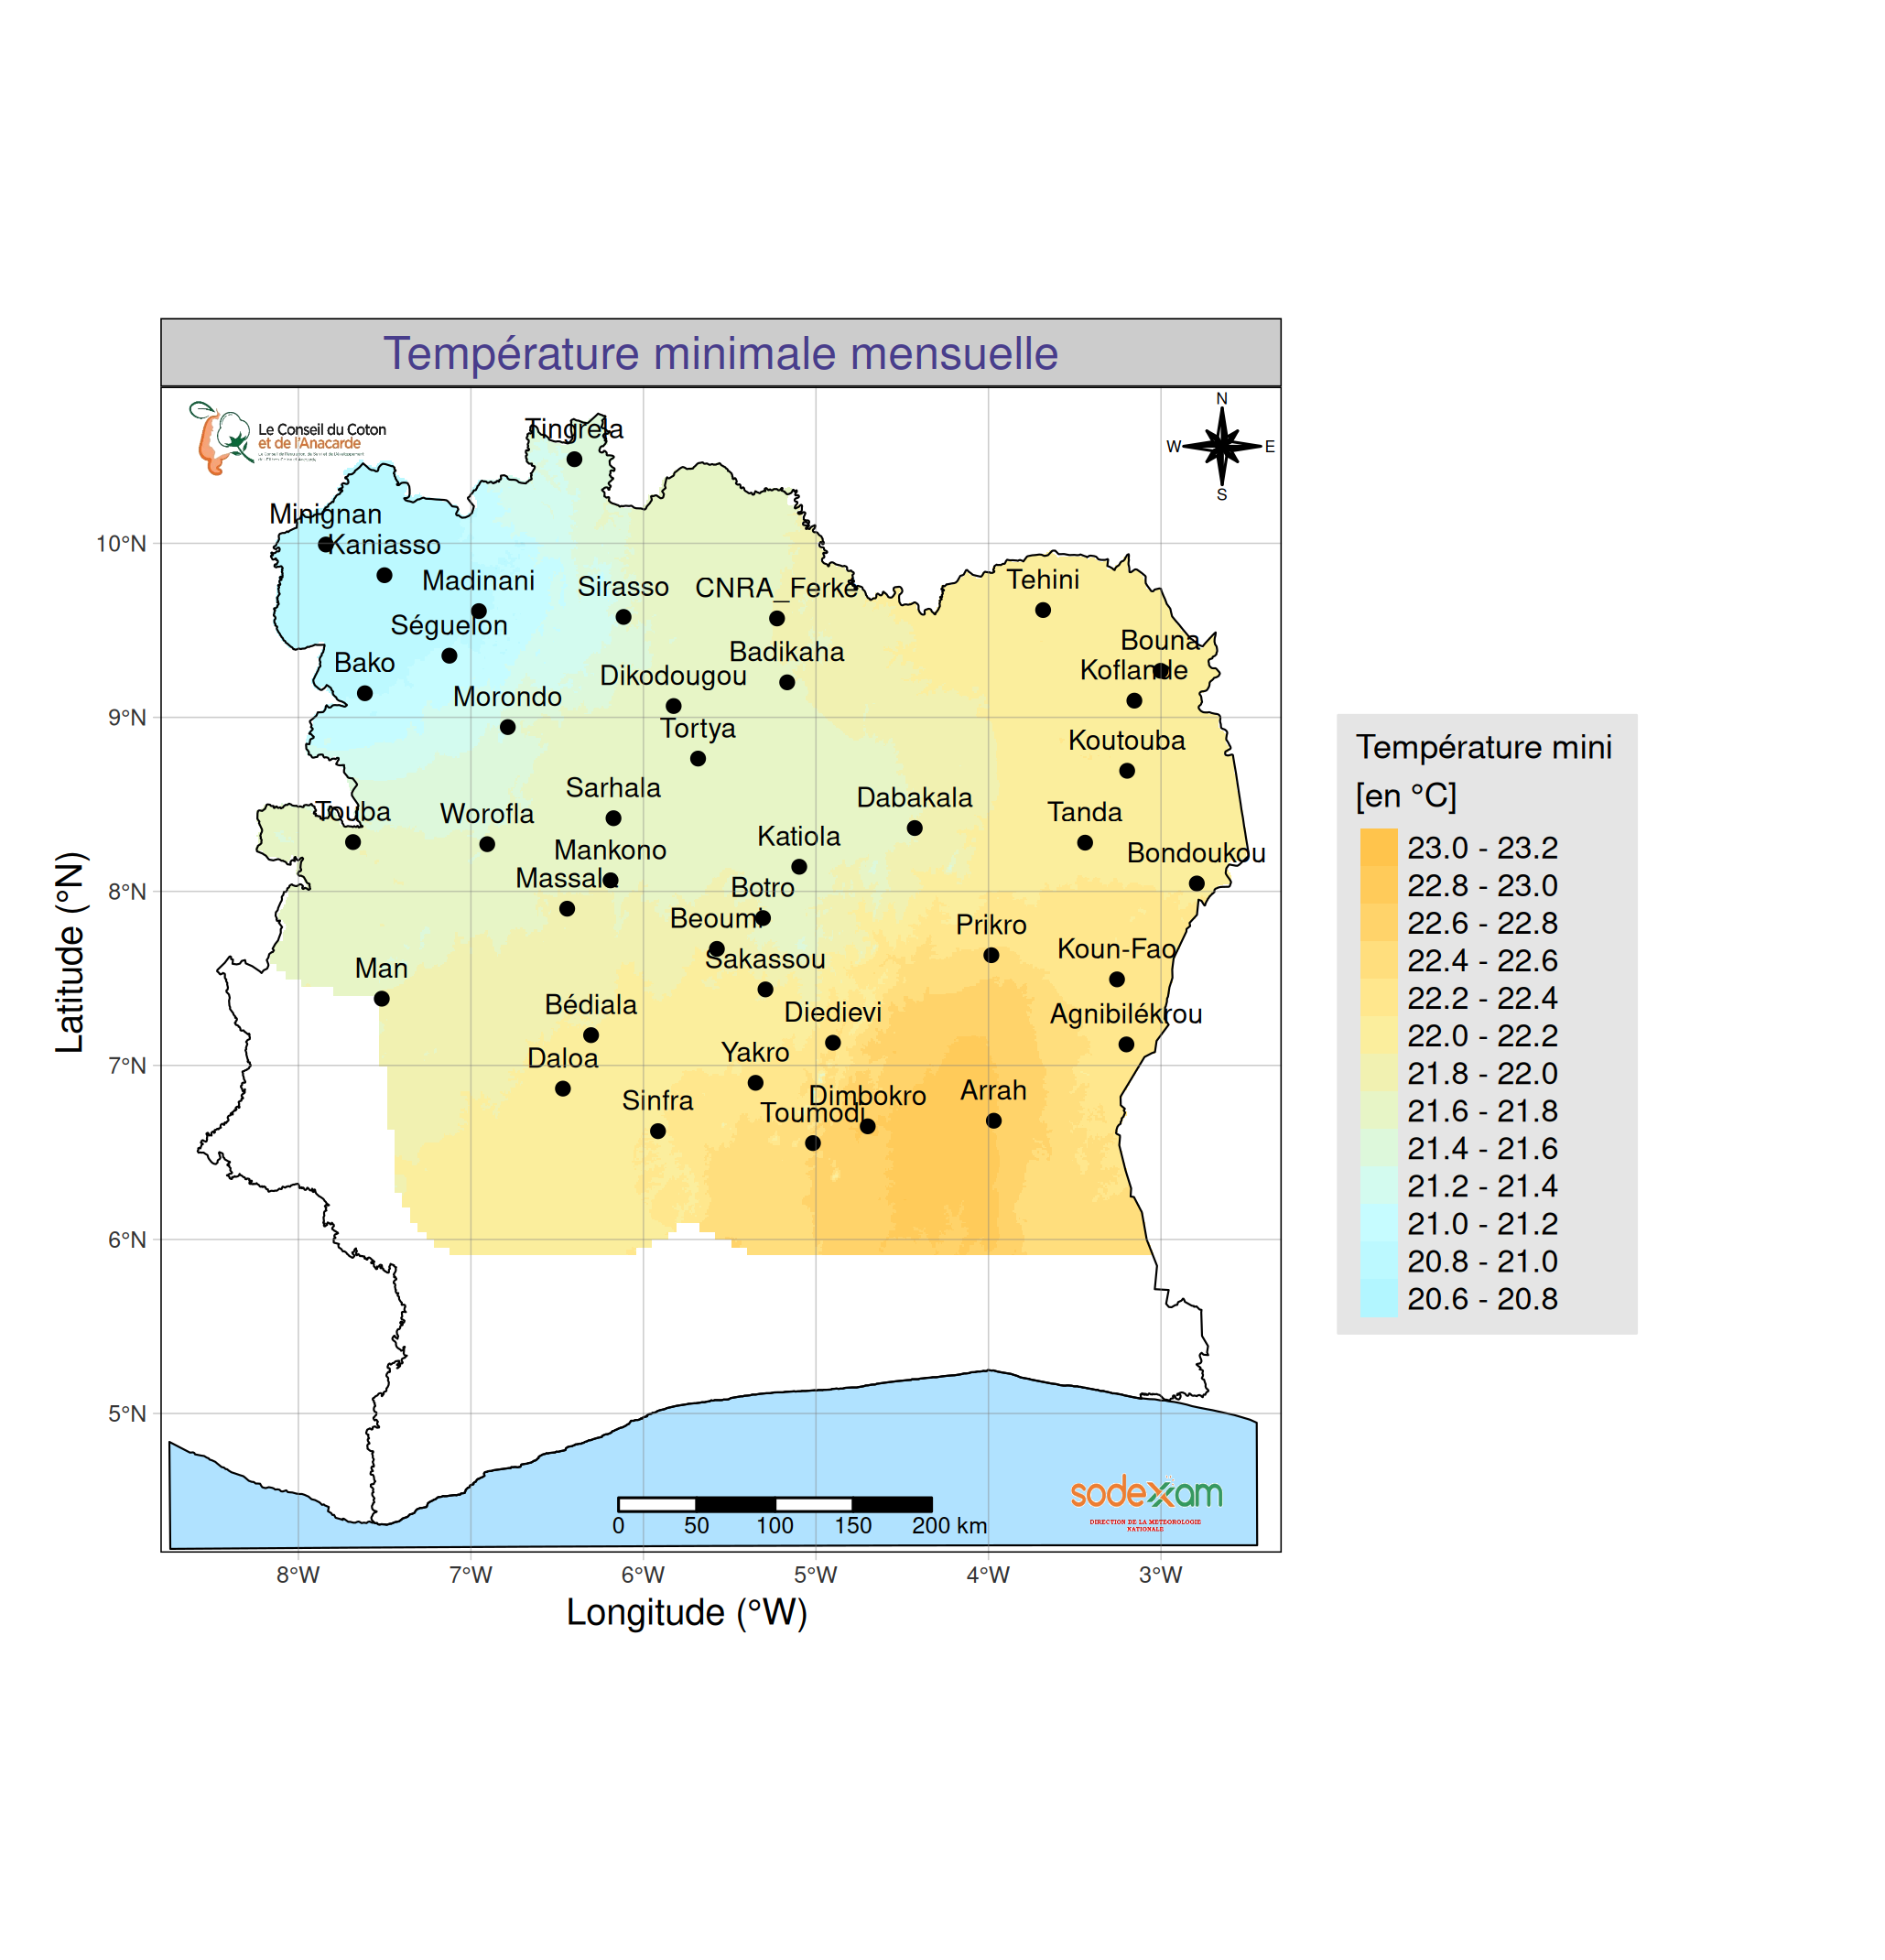 Température minimale mensuelle
Le Conseil du Coton
et de l'Anacarde
N
W
E
S
Tingrela
Minignan
Kaniasso
Madinani
Sirasso
CNRA_Ferké
Tehini
Séguelon
Bouna
Badikaha
Bako
Koflande
Dikodougou
Morondo
Tortya
Koutouba
Sarhala
Dabakala
Touba
Worofla
Tanda
Katiola
Mankono
Bondoukou
Massala
Botro
Beoumi
Prikro
Koun-Fao
Sakassou
Man
Bédiala
Diedievi
Agnibilékrou
Yakro
Daloa
Arrah
Dimbokro
Sinfra
Toumodi
10°N
9°N
8°N
7°N
6°N
5°N
Latitude (°N)
0 50 100 150 200 km
sodexam
DIRECTION DE LA METEOROLOGIE
NATIONALE
8°W 7°W 6°W 5°W 4°W 3°W
Longitude (°W)
Température mini
[en °C]
23.0 - 23.2
22.8 - 23.0
22.6 - 22.8
22.4 - 22.6
22.2 - 22.4
22.0 - 22.2
21.8 - 22.0
21.6 - 21.8
21.4 - 21.6
21.2 - 21.4
21.0 - 21.2
20.8 - 21.0
20.6 - 20.8